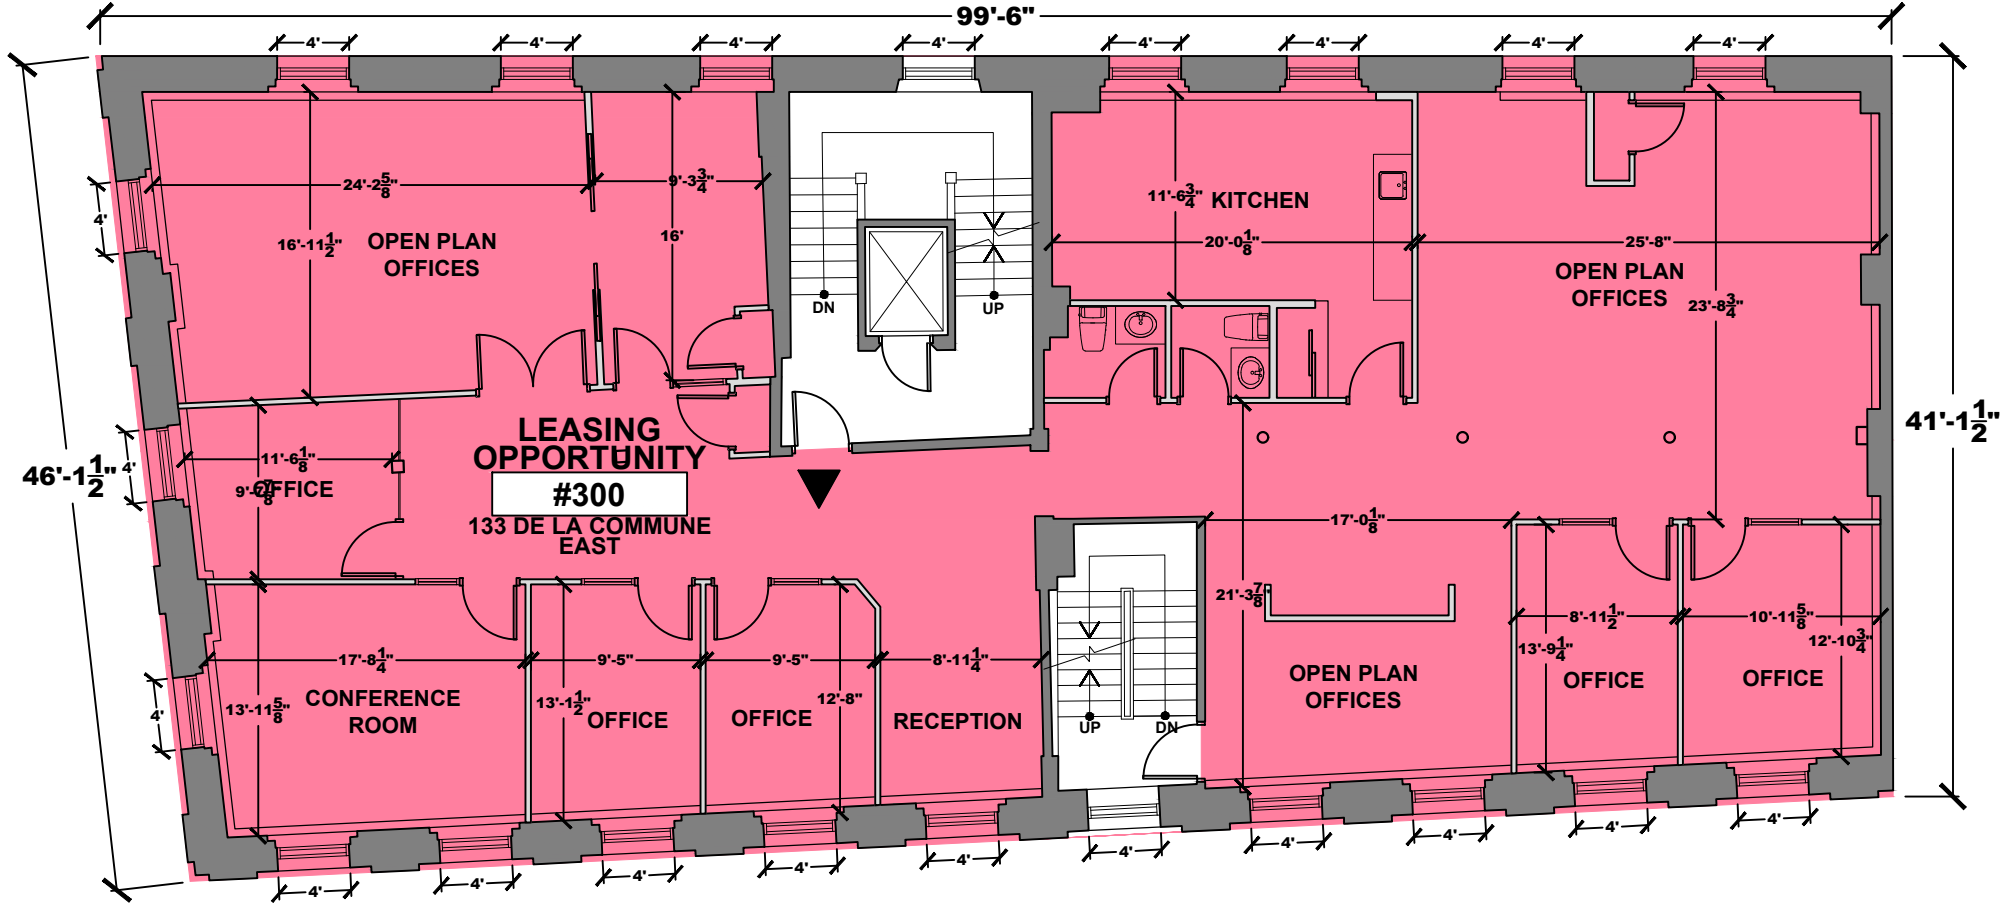 99'-6"
4' 4' 4' 4' 4' 4' 4' 4'
24'-2 5/8"
9'-3 3/4"
16'-11 1/2"
16'
OPEN PLAN
OFFICES
4'
DN
UP
11'-6 3/4"
KITCHEN
20'-0 1/8"
25'-8"
OPEN PLAN
OFFICES
23'-8 3/4"
41'-1 1/2"
46'-1 1/2"
4'
11'-6 1/8"
OFFICE
LEASING
OPPORTUNITY
#300
133 DE LA COMMUNE
EAST
17'-0 1/8"
21'-3 7/8"
8'-11 1/2"
10'-11 5/8"
13'-9 1/4"
12'-10 3/4"
17'-8 1/4"
9'-5"
9'-5"
8'-11 1/4"
13'-11 5/8"
13'-1 1/2"
12'-8"
CONFERENCE
ROOM
OFFICE
OFFICE
RECEPTION
4'
UP
DN
OPEN PLAN
OFFICES
OFFICE
OFFICE
4' 4' 4' 4' 4' 4' 4' 4' 4' 4'